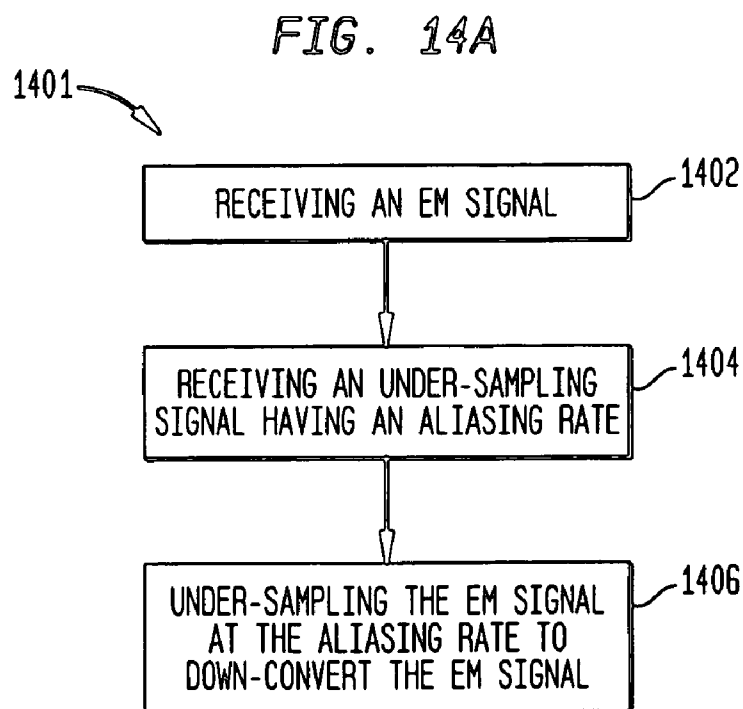 FIG. 14A
1401
RECEIVING AN EM SIGNAL
1402
RECEIVING AN UNDER-SAMPLING
SIGNAL HAVING AN ALIASING RATE
1404
UNDER-SAMPLING THE EM SIGNAL
AT THE ALIASING RATE TO
DOWN-CONVERT THE EM SIGNAL
1406